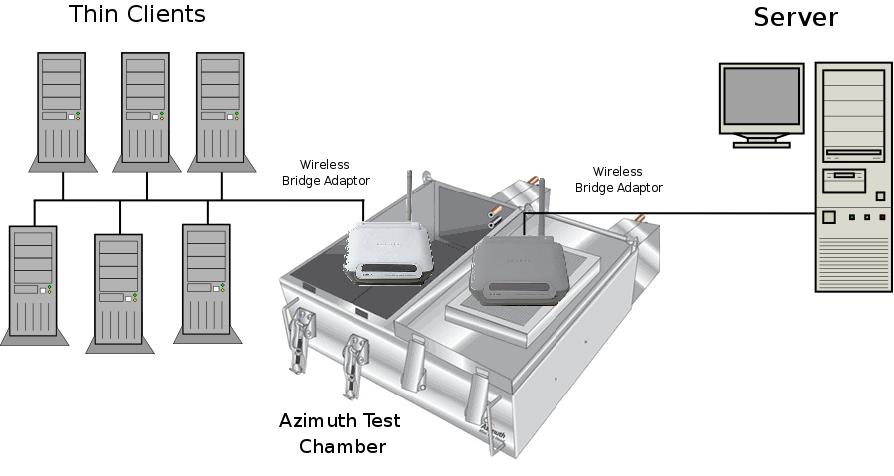 Thin Clients
Server
Wireless
Bridge Adaptor
Wireless
Bridge Adaptor
Azimuth Test
Chamber